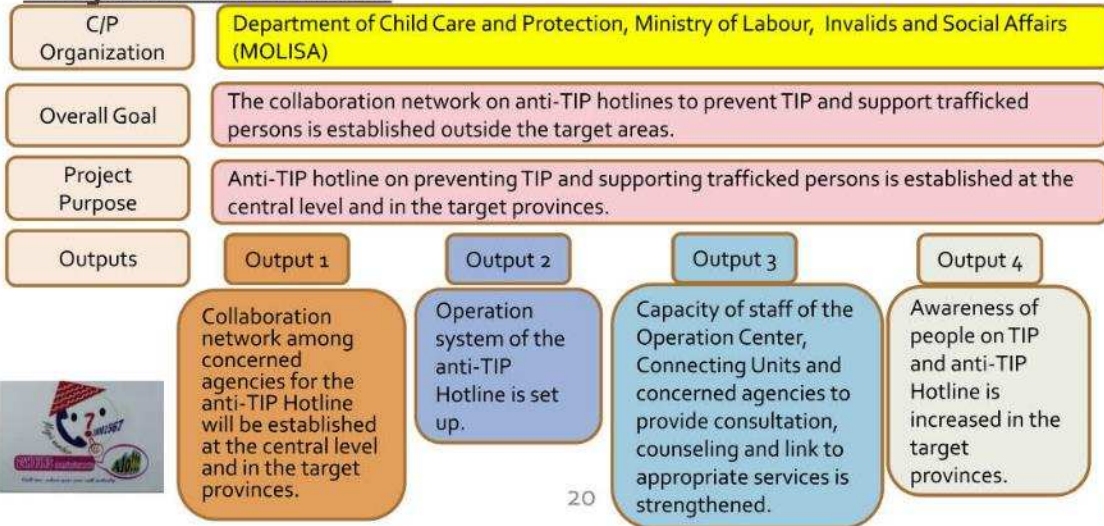 C/P
Organization
Department of Child Care and Protection, Ministry of Labour, Invalids and Social Affairs
(MOLISA)
Overall Goal
The collaboration network on anti-TIP hotlines to prevent TIP and support trafficked
persons is established outside the target areas.
Project
Purpose
Anti-TIP hotline on preventing TIP and supporting trafficked persons is established at the
central level and in the target provinces.
Outputs
Output 1
Collaboration
network among
concerned
agencies for the
anti-TIP Hotline
will be established
at the central level
and in the target
provinces.
Output 2
Operation
system of the
anti-TIP
Hotline is set
up.
Output 3
Capacity of staff of the
Operation Center,
Connecting Units and
concerned agencies to
provide consultation,
counseling and link to
appropriate services is
strengthened.
Output 4
Awareness of
people on TIP
and anti-TIP
Hotline is
increased in the
target
provinces.
20